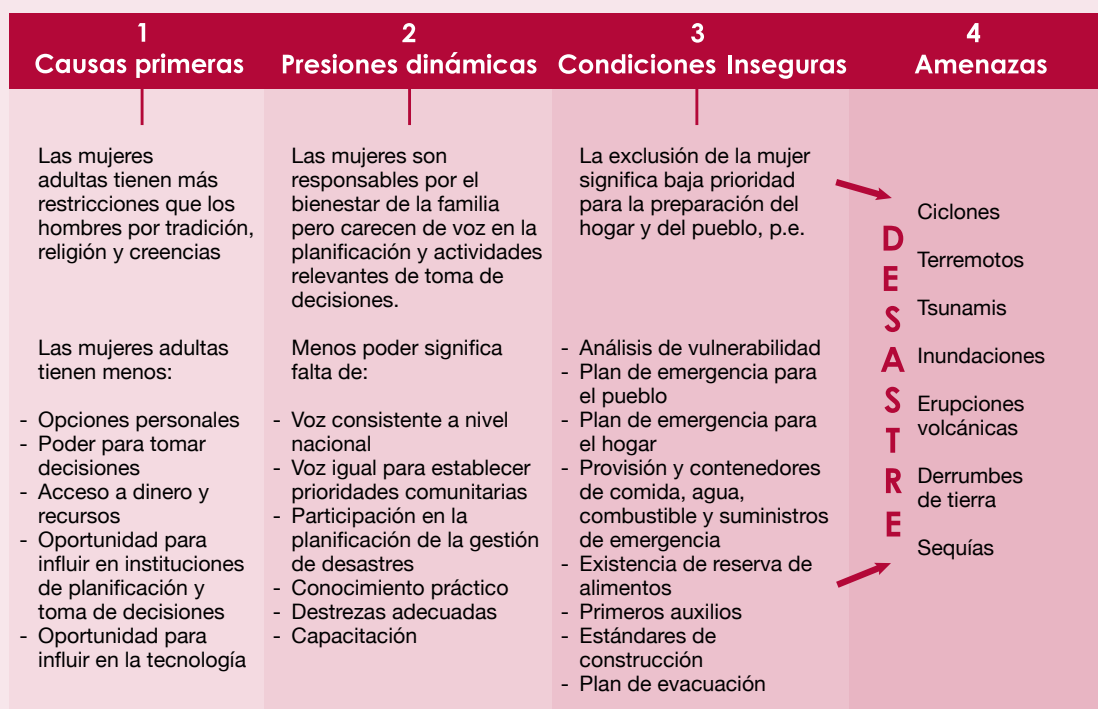 1
Causas primeras
2
Presiones dinámicas
3
Condiciones Inseguras
4
Amenazas
Las mujeres
adultas tienen más
restricciones que los
hombres por tradición,
religión y creencias
Las mujeres adultas
tienen menos:
- Opciones personales
- Poder para tomar
decisiones
- Acceso a dinero y
recursos
- Oportunidad para
influir en instituciones
de planificación y
toma de decisiones
- Oportunidad para
influir en la tecnología
Las mujeres son
responsables por el
bienestar de la familia
pero carecen de voz en la
planificación y actividades
relevantes de toma de
decisiones.
Menos poder significa
falta de:
- Voz consistente a nivel
nacional
- Voz igual para establecer
prioridades comunitarias
- Participación en la
planificación de la gestión
de desastres
- Conocimiento práctico
- Destrezas adecuadas
- Capacitación
La exclusión de la mujer
significa baja prioridad
para la preparación del
hogar y del pueblo, p.e.
- Análisis de vulnerabilidad
- Plan de emergencia para
el pueblo
- Plan de emergencia para
el hogar
- Provisión y contenedores
de comida, agua,
combustible y suministros
de emergencia
- Existencia de reserva de
alimentos
- Primeros auxilios
- Estándares de
construcción
- Plan de evacuación
DESASTRE
Ciclones
Terremotos
Tsunamis
Inundaciones
Erupciones
volcánicas
Derrumbes
de tierra
Sequías